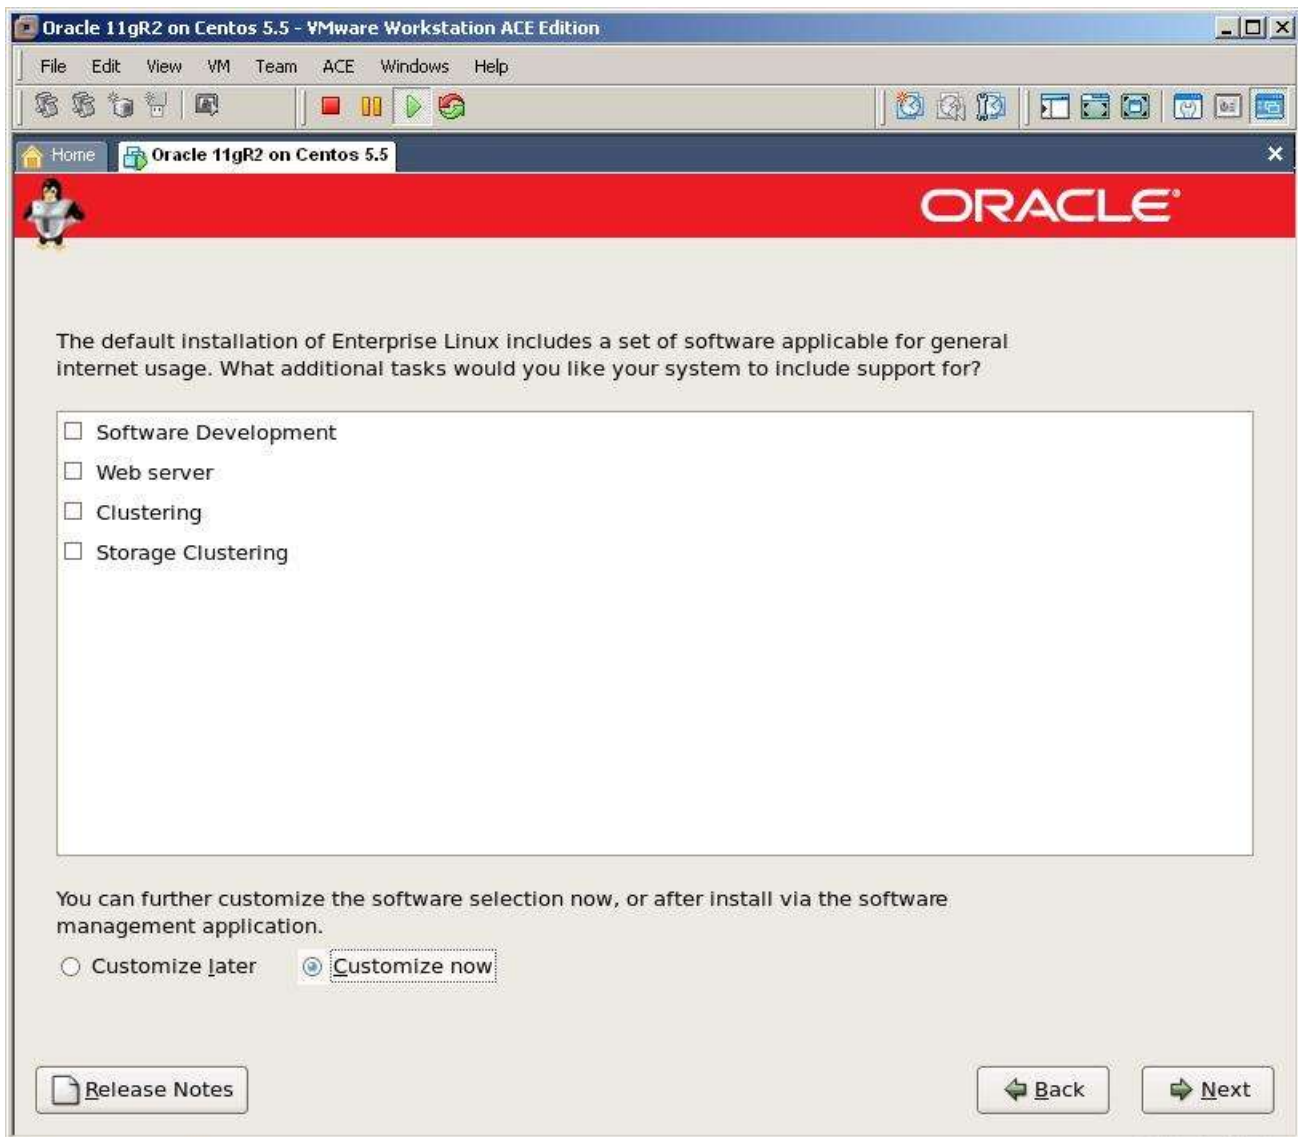 Oracle 11gR2 on Centos 5.5 - VMware Workstation ACE Edition
File Edit View VM Team ACE Windows Help
Home Oracle 11gR2 on Centos 5.5
ORACLE
The default installation of Enterprise Linux includes a set of software applicable for general
internet usage. What additional tasks would you like your system to include support for?
Software Development
Web server
Clustering
Storage Clustering
You can further customize the software selection now, or after install via the software
management application.
Customize later Customize now
Release Notes Back Next